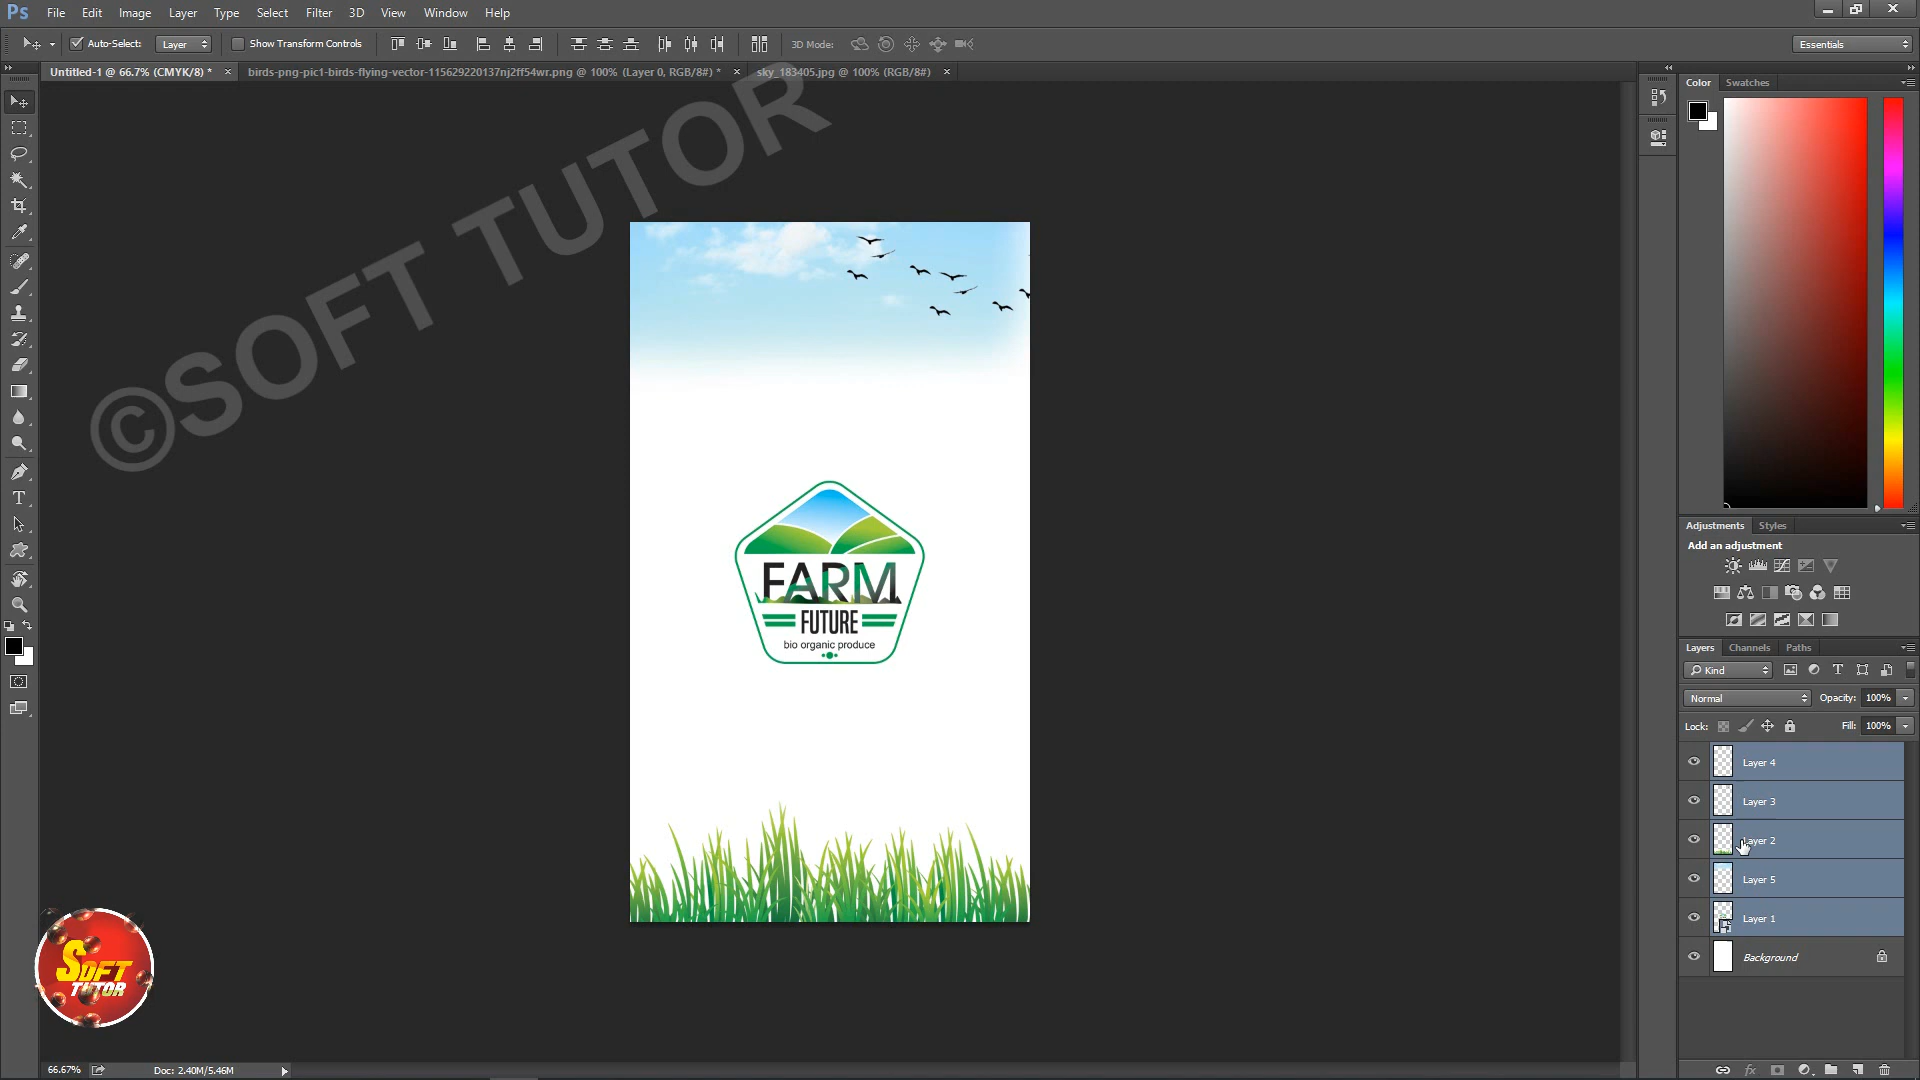 Ps File Edit Image Layer Type Select Filter 3D View Window Help
Auto-Select: Layer Show Transform Controls 3D Mode: Essentials
Untitled-1 @ 66.7% (CMYK/8) * × birds-png-pic1-birds-flying-vector-115629220137nj2ff54wr.png @ 100% (Layer 0, RGB/8#) * × sky_183405.jpg @ 100% (RGB/8#) ×
Color Swatches
©SOFT TUTOR
FARM
FUTURE
bio organic produce
Adjustments Styles
Add an adjustment
Layers Channels Paths
Kind
Normal Opacity: 100%
Lock: Fill: 100%
Layer 4
Layer 3
Layer 2
Layer 5
Layer 1
Background
SOFT
TUTOR
66.67% Doc: 2.40M/5.46M